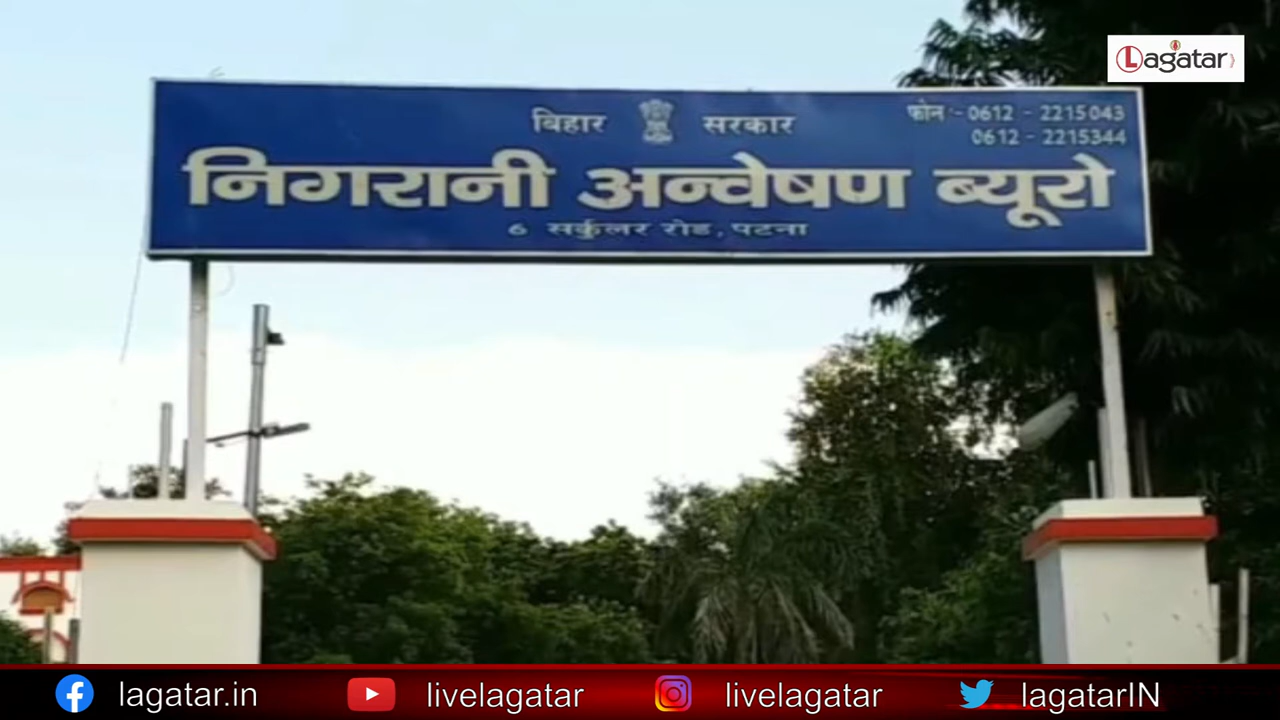 Lagatar
बिहार सरकार
फोन :- 0612 - 2215043
0612 - 2215344
निगरानी अन्वेषण ब्यूरो
6 सर्कुलर रोड, पटना
lagatar.in livelagatar livelagatar lagatarIN